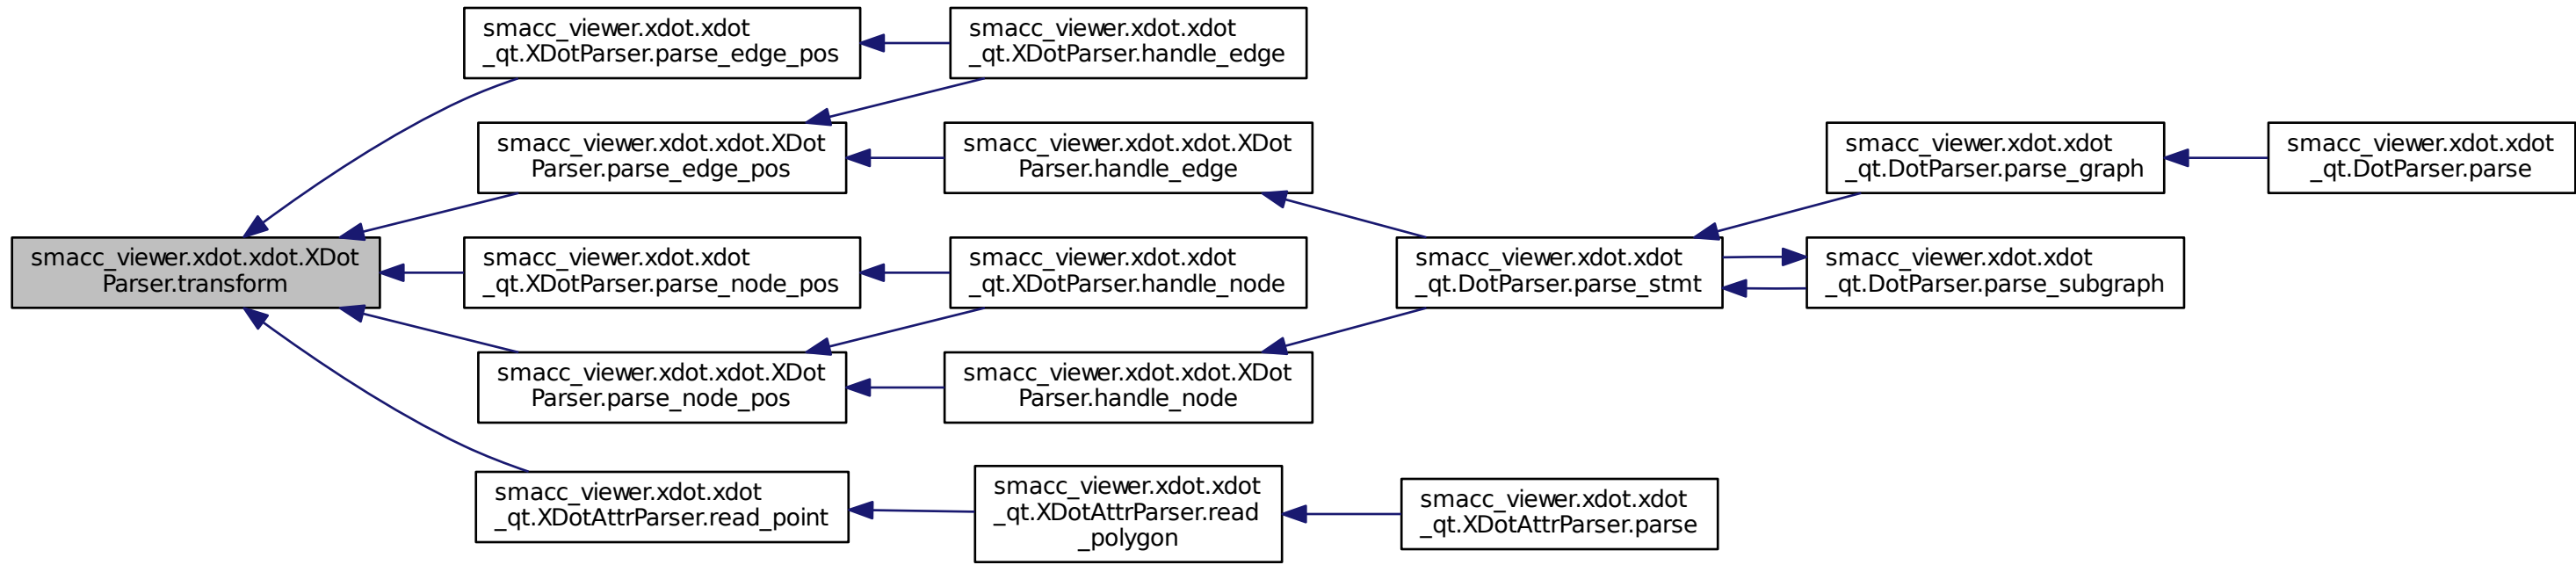 smacc_viewer.xdot.xdot
_qt.XDotParser.parse_edge_pos
smacc_viewer.xdot.xdot
_qt.XDotParser.handle_edge
smacc_viewer.xdot.xdot.XDot
Parser.parse_edge_pos
smacc_viewer.xdot.xdot.XDot
Parser.handle_edge
smacc_viewer.xdot.xdot
_qt.DotParser.parse_graph
smacc_viewer.xdot.xdot
_qt.DotParser.parse
smacc_viewer.xdot.xdot.XDot
Parser.transform
smacc_viewer.xdot.xdot
_qt.XDotParser.parse_node_pos
smacc_viewer.xdot.xdot
_qt.XDotParser.handle_node
smacc_viewer.xdot.xdot
_qt.DotParser.parse_stmt
smacc_viewer.xdot.xdot
_qt.DotParser.parse_subgraph
smacc_viewer.xdot.xdot.XDot
Parser.parse_node_pos
smacc_viewer.xdot.xdot.XDot
Parser.handle_node
smacc_viewer.xdot.xdot
_qt.XDotAttrParser.read_point
smacc_viewer.xdot.xdot
_qt.XDotAttrParser.read
_polygon
smacc_viewer.xdot.xdot
_qt.XDotAttrParser.parse